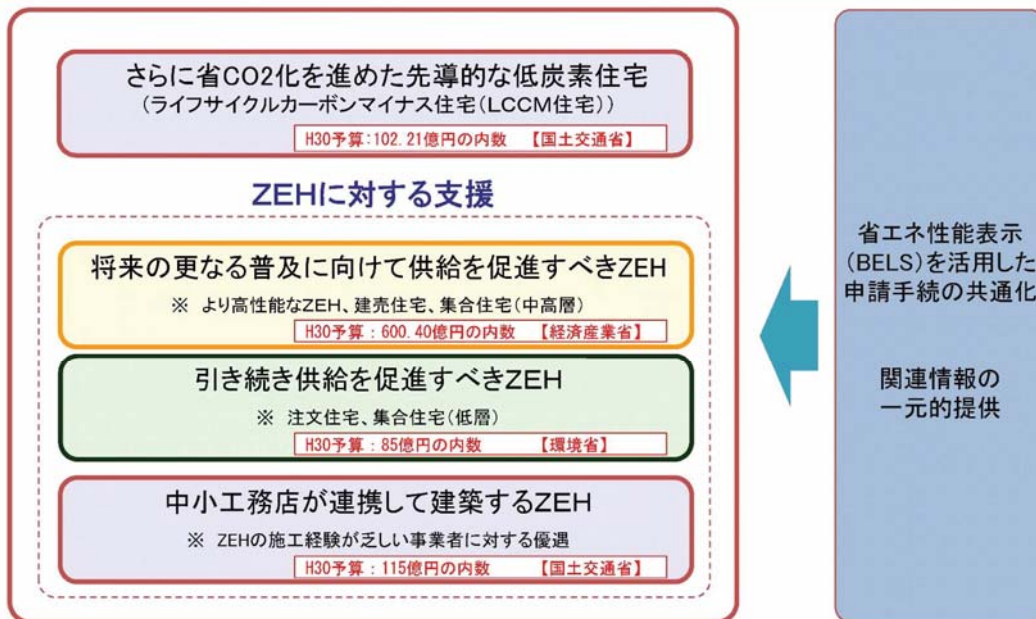 さらに省CO2化を進めた先導的な低炭素住宅
(ライフサイクルカーボンマイナス住宅(LCCM住宅))
H30予算:102.21億円の内数 【国土交通省】
ZEHに対する支援
将来の更なる普及に向けて供給を促進すべきZEH
※ より高性能なZEH、建売住宅、集合住宅(中高層)
H30予算:600.40億円の内数 【経済産業省】
引き続き供給を促進すべきZEH
※ 注文住宅、集合住宅(低層)
H30予算:85億円の内数 【環境省】
中小工務店が連携して建築するZEH
※ ZEHの施工経験が乏しい事業者に対する優遇
H30予算:115億円の内数 【国土交通省】
省エネ性能表示
(BELS)を活用した
申請手続の共通化
関連情報の
一元的提供